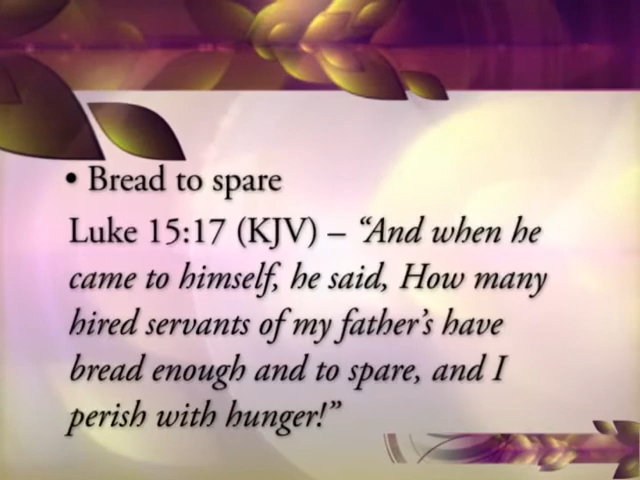 • Bread to spare
Luke 15:17 (KJV) – “And when he
came to himself, he said, How many
hired servants of my father’s have
bread enough and to spare, and I
perish with hunger!”